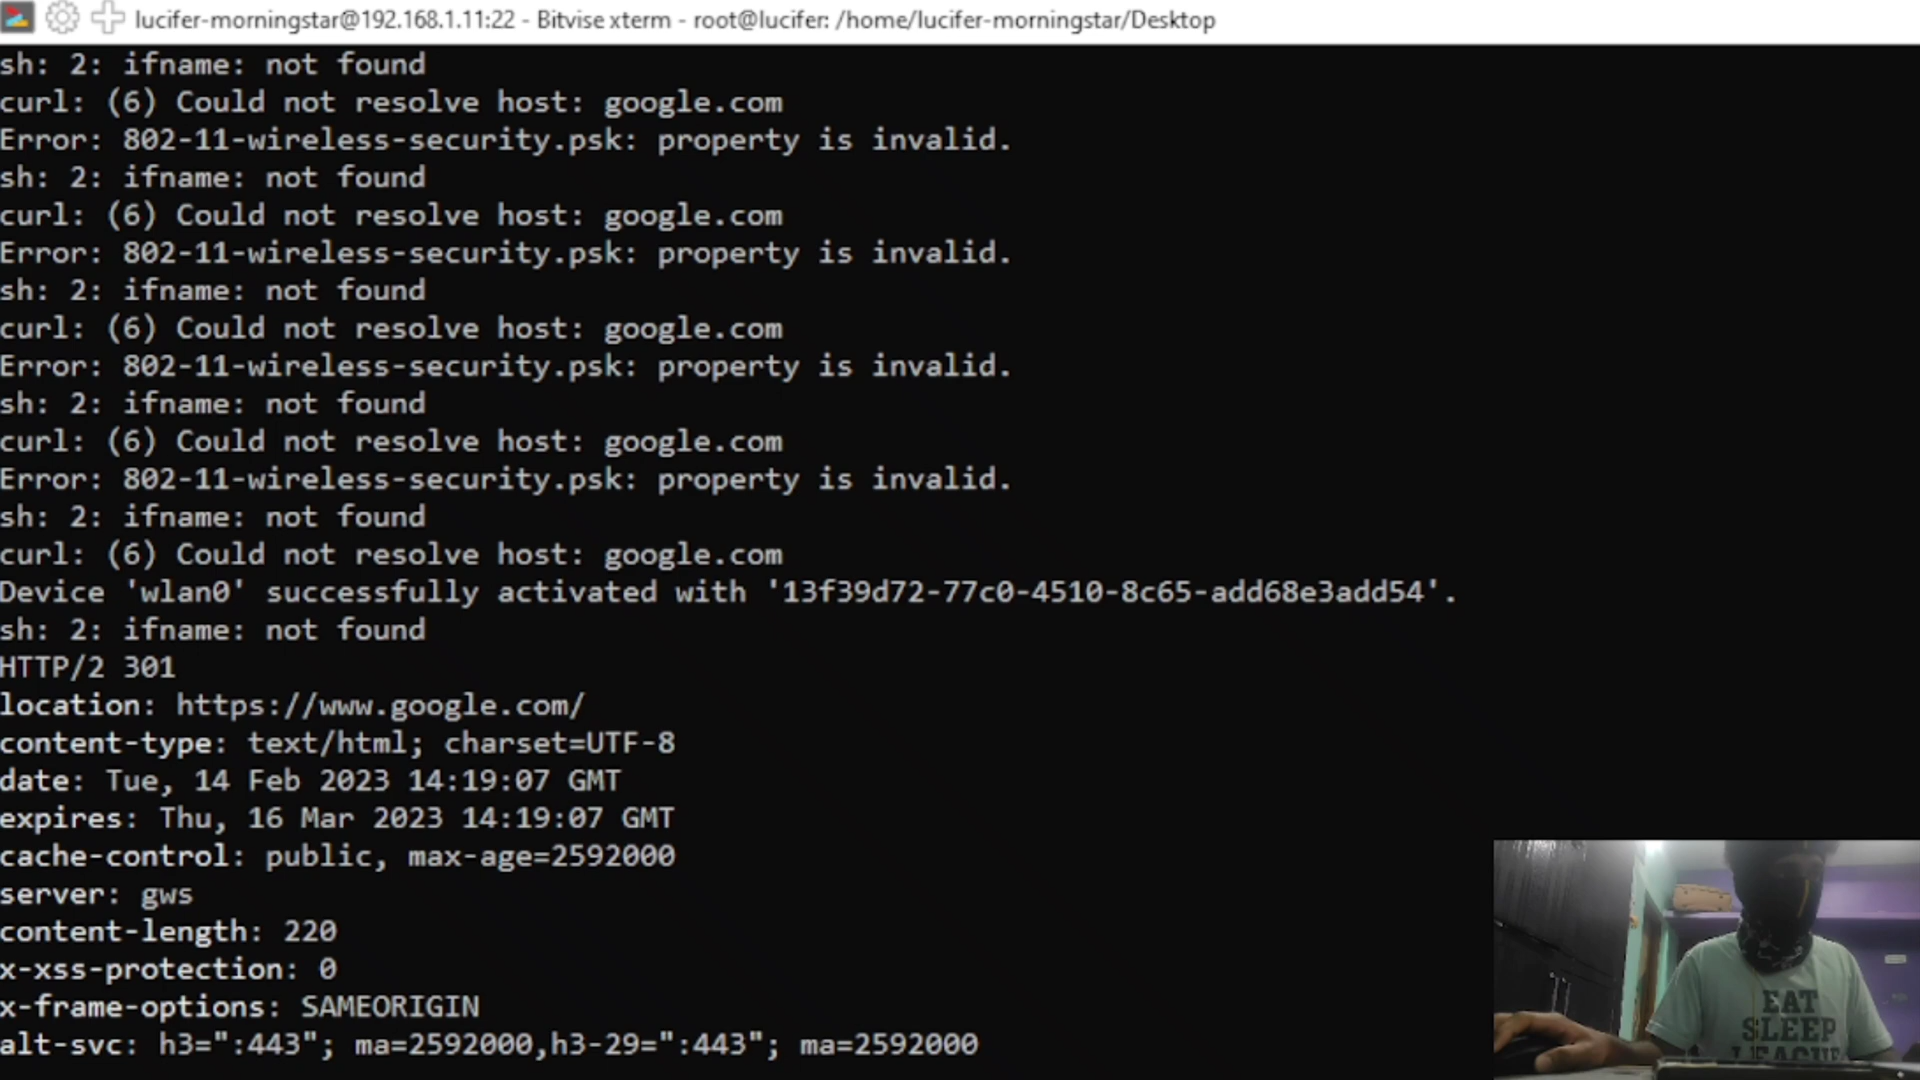 lucifer-morningstar@192.168.1.11:22 - Bitvise xterm - root@lucifer: /home/lucifer-morningstar/Desktop
sh: 2: ifname: not found
curl: (6) Could not resolve host: google.com
Error: 802-11-wireless-security.psk: property is invalid.
sh: 2: ifname: not found
curl: (6) Could not resolve host: google.com
Error: 802-11-wireless-security.psk: property is invalid.
sh: 2: ifname: not found
curl: (6) Could not resolve host: google.com
Error: 802-11-wireless-security.psk: property is invalid.
sh: 2: ifname: not found
curl: (6) Could not resolve host: google.com
Error: 802-11-wireless-security.psk: property is invalid.
sh: 2: ifname: not found
curl: (6) Could not resolve host: google.com
Device 'wlan0' successfully activated with '13f39d72-77c0-4510-8c65-add68e3add54'.
sh: 2: ifname: not found
HTTP/2 301
location: https://www.google.com/
content-type: text/html; charset=UTF-8
date: Tue, 14 Feb 2023 14:19:07 GMT
expires: Thu, 16 Mar 2023 14:19:07 GMT
cache-control: public, max-age=2592000
server: gws
content-length: 220
x-xss-protection: 0
x-frame-options: SAMEORIGIN
alt-svc: h3=":443"; ma=2592000,h3-29=":443"; ma=2592000
EAT
SLEEP
LEAGUE